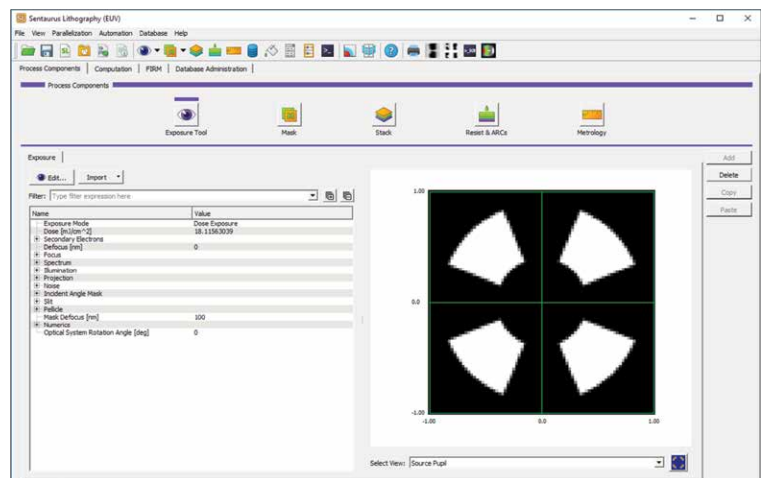 Sentaurus Lithography (EUV)
File View Parallelization Automation Database Help
Process Components Computation FIRM Database Administration
Process Components
Exposure Tool Mask Stack Resist & ARCs Metrology
Exposure
Edit... Import
Filter: Type filter expression here
Name Value
Exposure Mode Dose Exposure
Dose [mJ/cm^2] 18.11563039
Secondary Electrons
Defocus [nm] 0
Focus
Spectrum
Illumination
Projection
Noise
Incident Angle Mask
Slit
Pellicle
Mask Defocus [nm] 100
Numerics
Optical System Rotation Angle [deg] 0
1.00
0.0
-1.00
-1.00 0.0 1.00
Select View: Source Pupil
Add
Delete
Copy
Paste